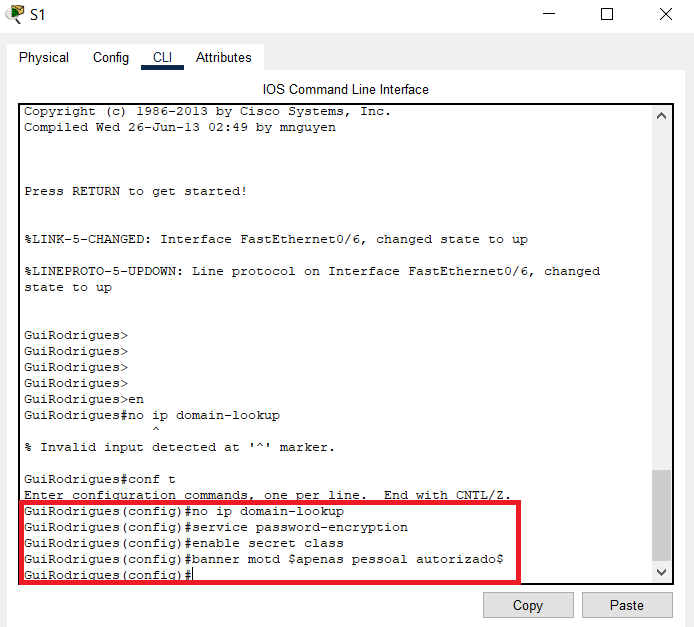 S1
Physical Config CLI Attributes
IOS Command Line Interface
Copyright (c) 1986-2013 by Cisco Systems, Inc.
Compiled Wed 26-Jun-13 02:49 by mnguyen
Press RETURN to get started!
%LINK-5-CHANGED: Interface FastEthernet0/6, changed state to up
%LINEPROTO-5-UPDOWN: Line protocol on Interface FastEthernet0/6, changed
state to up
GuiRodrigues>
GuiRodrigues>
GuiRodrigues>
GuiRodrigues>
GuiRodrigues>en
GuiRodrigues#no ip domain-lookup
^
% Invalid input detected at '^' marker.
GuiRodrigues#conf t
Enter configuration commands, one per line.  End with CNTL/Z.
GuiRodrigues(config)#no ip domain-lookup
GuiRodrigues(config)#service password-encryption
GuiRodrigues(config)#enable secret class
GuiRodrigues(config)#banner motd $apenas pessoal autorizado$
GuiRodrigues(config)#
Copy Paste